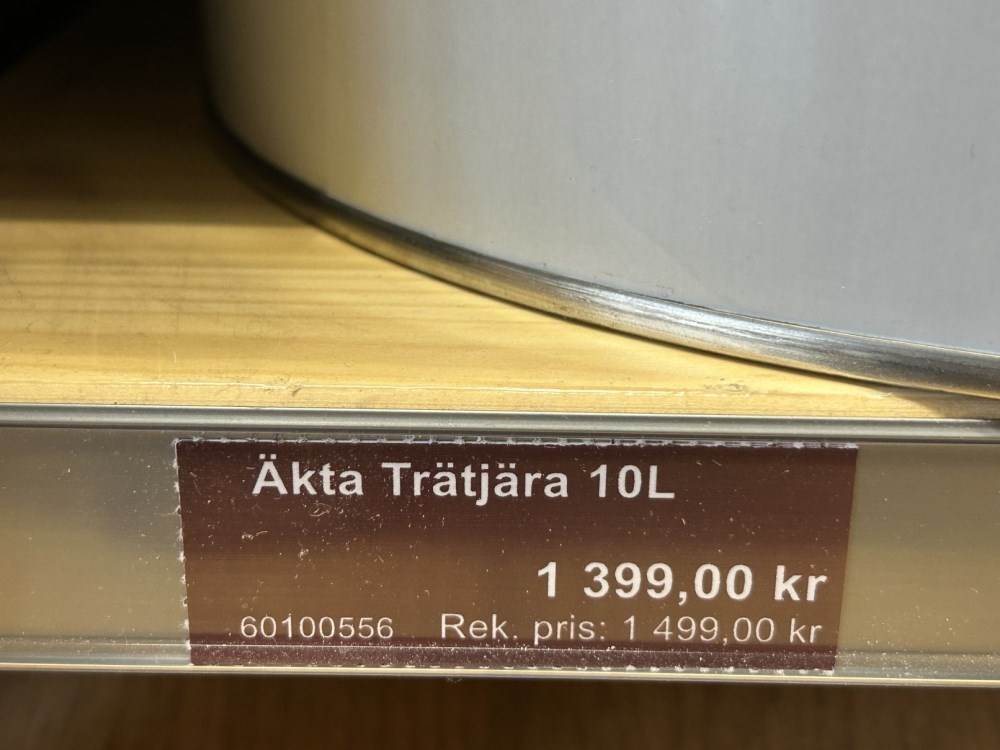 Äkta Trätjära 10L
1 399,00 kr
60100556 Rek. pris: 1 499,00 kr